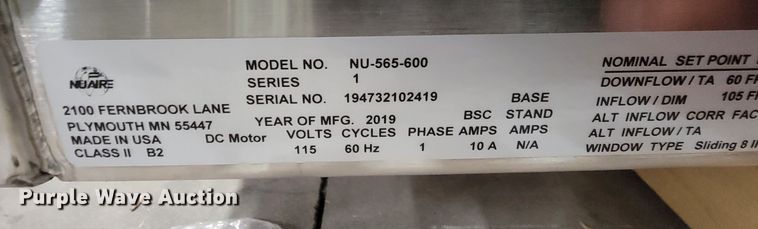 NUAIRE
2100 FERNBROOK LANE
PLYMOUTH MN 55447
MADE IN USA
CLASS II B2
MODEL NO. NU-565-600
SERIES 1
SERIAL NO. 194732102419
YEAR OF MFG. 2019
DC Motor
VOLTS CYCLES PHASE BSC AMPS BASE STAND AMPS
115 60 Hz 1 10 A N/A
NOMINAL SET POINT
DOWNFLOW / TA 60
INFLOW / DIM 105
ALT INFLOW CORR
ALT INFLOW / TA
WINDOW TYPE Sliding 8
Purple Wave Auction